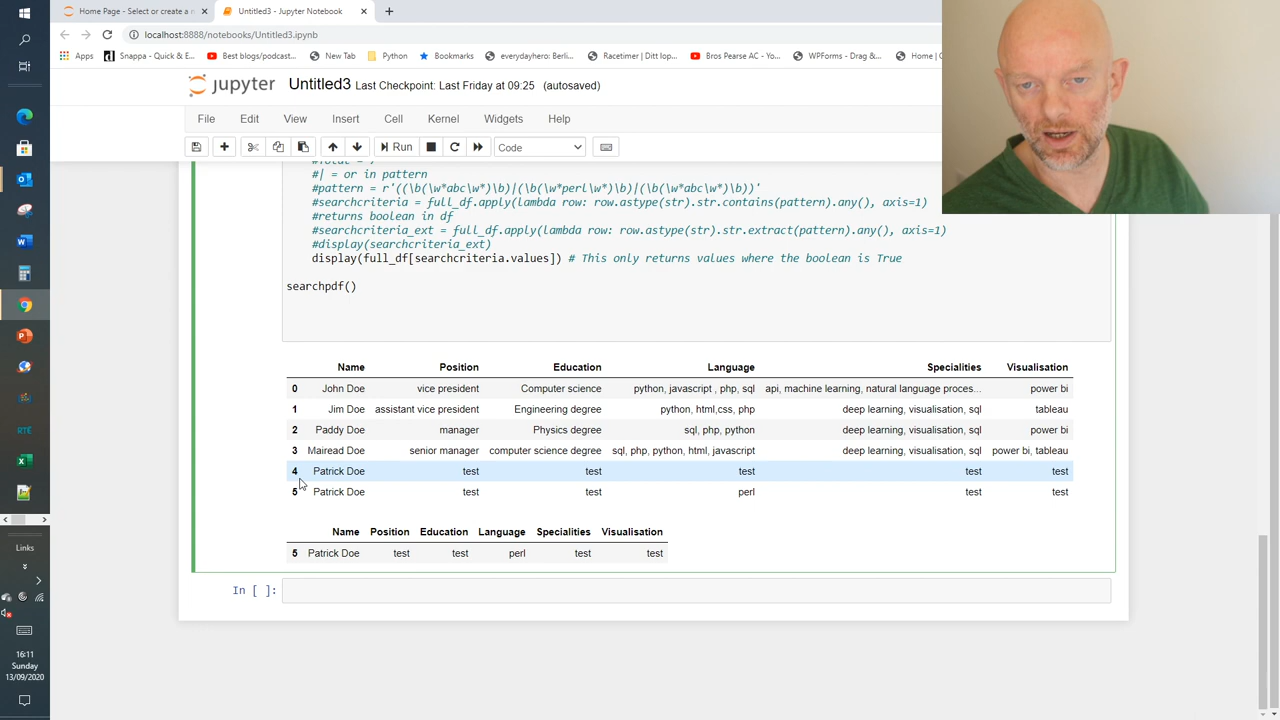 Home Page - Select or create a n
Untitled3 - Jupyter Notebook
localhost:8888/notebooks/Untitled3.ipynb
Apps Snappa - Quick & E... Best blogs/podcast... New Tab Python Bookmarks everydayhero: Berlin... Racetimer | Ditt lop... Bros Pearse AC - Yo... WPForms - Drag &... Home (
jupyter Untitled3 Last Checkpoint: Last Friday at 09:25 (autosaved)
File Edit View Insert Cell Kernel Widgets Help
Run Code
#| = or in pattern
#pattern = r'((\b(\w*abc\w*)\b)|(\b(\w*perl\w*)\b)|(\b(\w*abc\w*)\b))'
#searchcriteria = full_df.apply(lambda row: row.astype(str).str.contains(pattern).any(), axis=1)
#returns boolean in df
#searchcriteria_ext = full_df.apply(lambda row: row.astype(str).str.extract(pattern).any(), axis=1)
#display(searchcriteria_ext)
display(full_df[searchcriteria.values]) # This only returns values where the boolean is True
searchpdf()
Name Position Education Language Specialities Visualisation
0 John Doe vice president Computer science python, javascript , php, sql api, machine learning, natural language proces... power bi
1 Jim Doe assistant vice president Engineering degree python, html,css, php deep learning, visualisation, sql tableau
2 Paddy Doe manager Physics degree sql, php, python deep learning, visualisation, sql power bi
3 Mairead Doe senior manager computer science degree sql, php, python, html, javascript deep learning, visualisation, sql power bi, tableau
4 Patrick Doe test test test test test
5 Patrick Doe test test perl test test
Name Position Education Language Specialities Visualisation
5 Patrick Doe test test perl test test
In [ ]:
Links
16:11
Sunday
13/09/2020